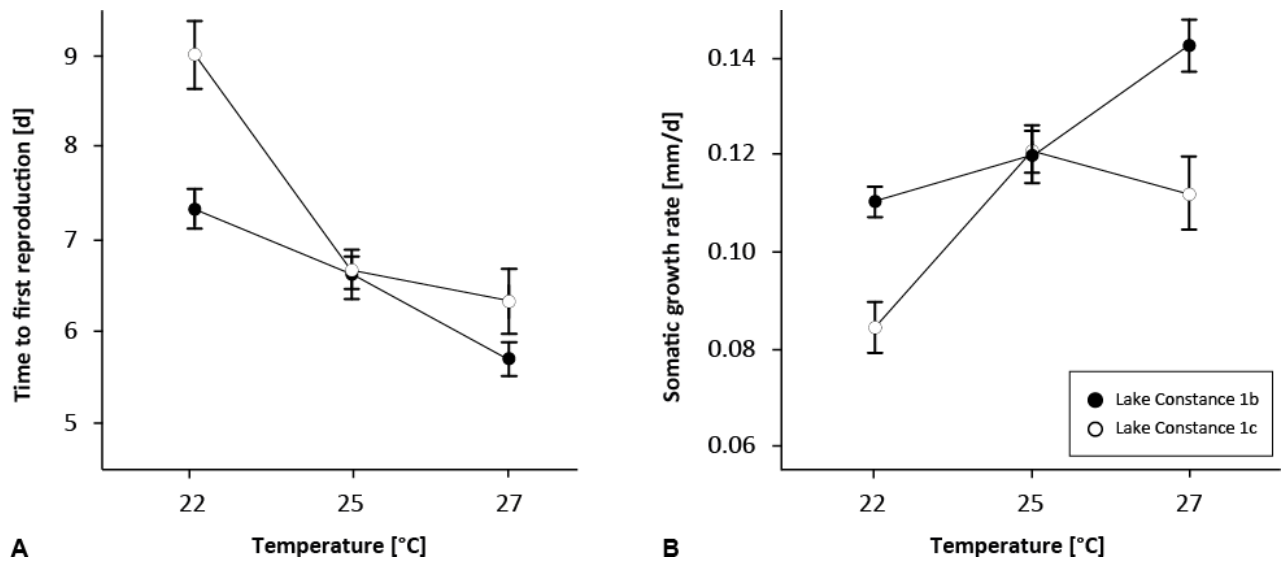 Time to first reproduction [d]
9
8
7
6
5
22 25 27
Temperature [°C]
A
Somatic growth rate [mm/d]
0.14
0.12
0.10
0.08
0.06
Lake Constance 1b
Lake Constance 1c
22 25 27
Temperature [°C]
B